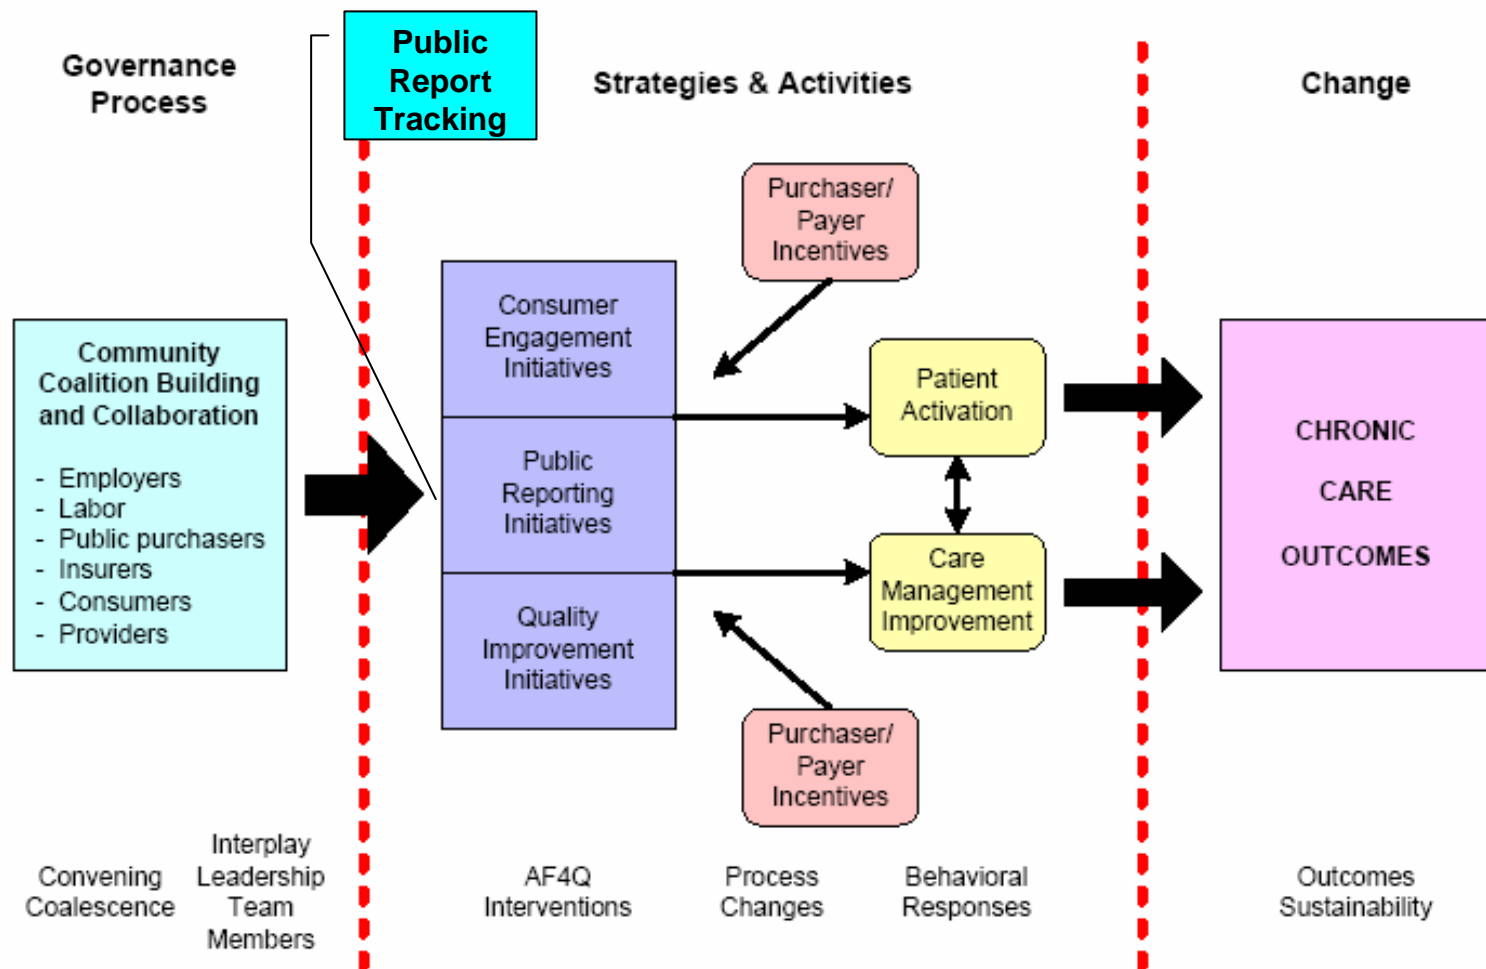 Governance
Process
Public
Report
Tracking
Strategies & Activities
Change
Purchaser/
Payer
Incentives
Community
Coalition Building
and Collaboration
- Employers
- Labor
- Public purchasers
- Insurers
- Consumers
- Providers
Consumer
Engagement
Initiatives
Public
Reporting
Initiatives
Quality
Improvement
Initiatives
Patient
Activation
Care
Management
Improvement
Purchaser/
Payer
Incentives
CHRONIC
CARE
OUTCOMES
Convening
Coalescence
Interplay
Leadership
Team
Members
AF4Q
Interventions
Process
Changes
Behavioral
Responses
Outcomes
Sustainability